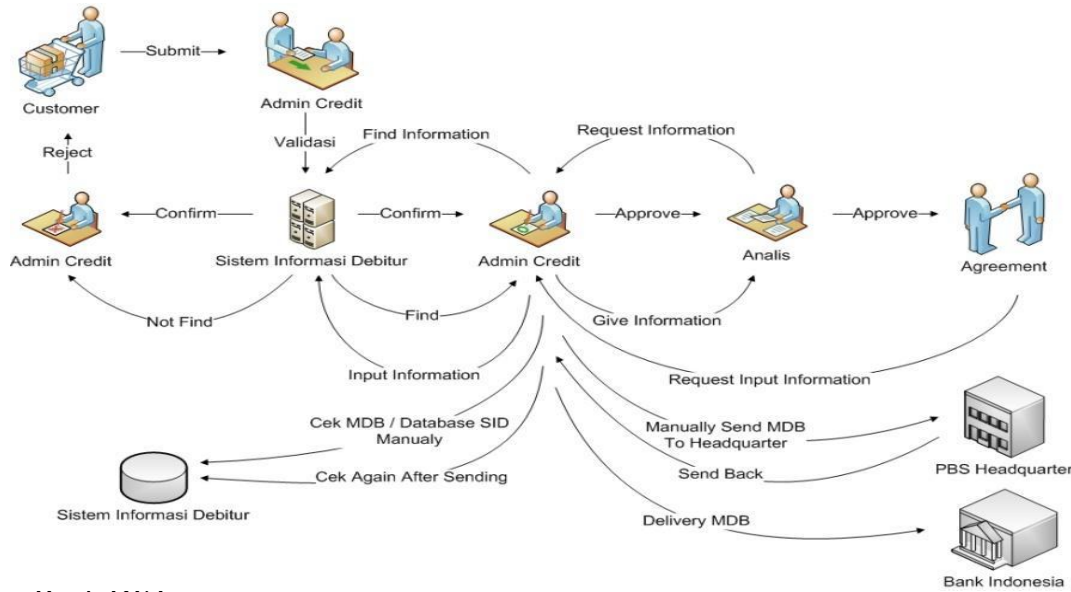 Submit
Customer
Admin Credit
Find Information
Request Information
Validasi
Reject
Confirm
Confirm
Approve
Approve
Admin Credit
Sistem Informasi Debitur
Admin Credit
Analis
Agreement
Not Find
Find
Give Information
Input Information
Request Input Information
Cek MDB / Database SID
Manualy
Manually Send MDB
To Headquarter
Cek Again After Sending
Send Back
PBS Headquarter
Sistem Informasi Debitur
Delivery MDB
Bank Indonesia